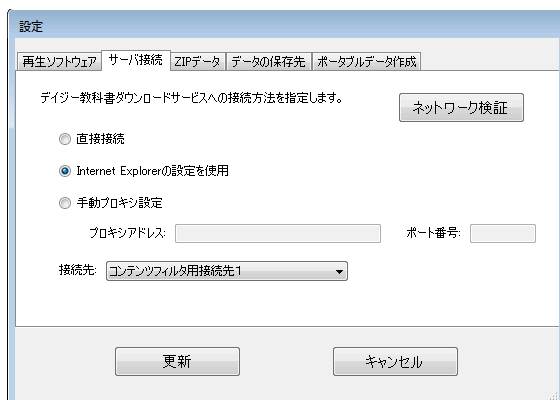 設定
再生ソフトウェア サーバ接続 ZIPデータ データの保存先 ポータブルデータ作成
デイジー教科書ダウンロードサービスへの接続方法を指定します。
ネットワーク検証
直接接続
Internet Explorerの設定を使用
手動プロキシ設定
プロキシアドレス: ポート番号:
接続先: コンテンツフィルタ用接続先1
更新 キャンセル